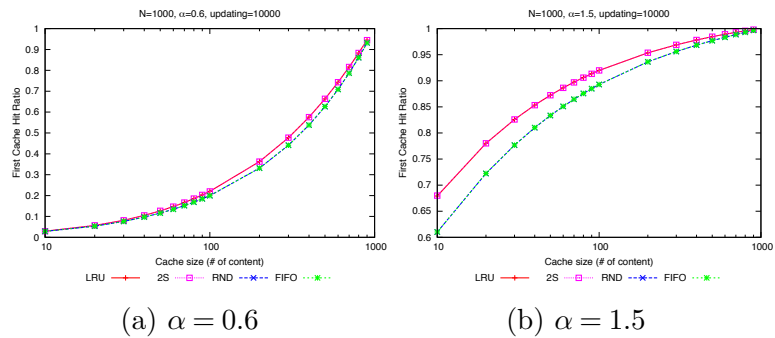 N=1000, α=0.6, updating=10000
First Cache Hit Ratio
1
0.9
0.8
0.7
0.6
0.5
0.4
0.3
0.2
0.1
0
10
100
1000
Cache size (# of content)
LRU 2S RND FIFO
(a) α = 0.6
N=1000, α=1.5, updating=10000
First Cache Hit Ratio
1
0.95
0.9
0.85
0.8
0.75
0.7
0.65
0.6
10
100
1000
Cache size (# of content)
LRU 2S RND FIFO
(b) α = 1.5